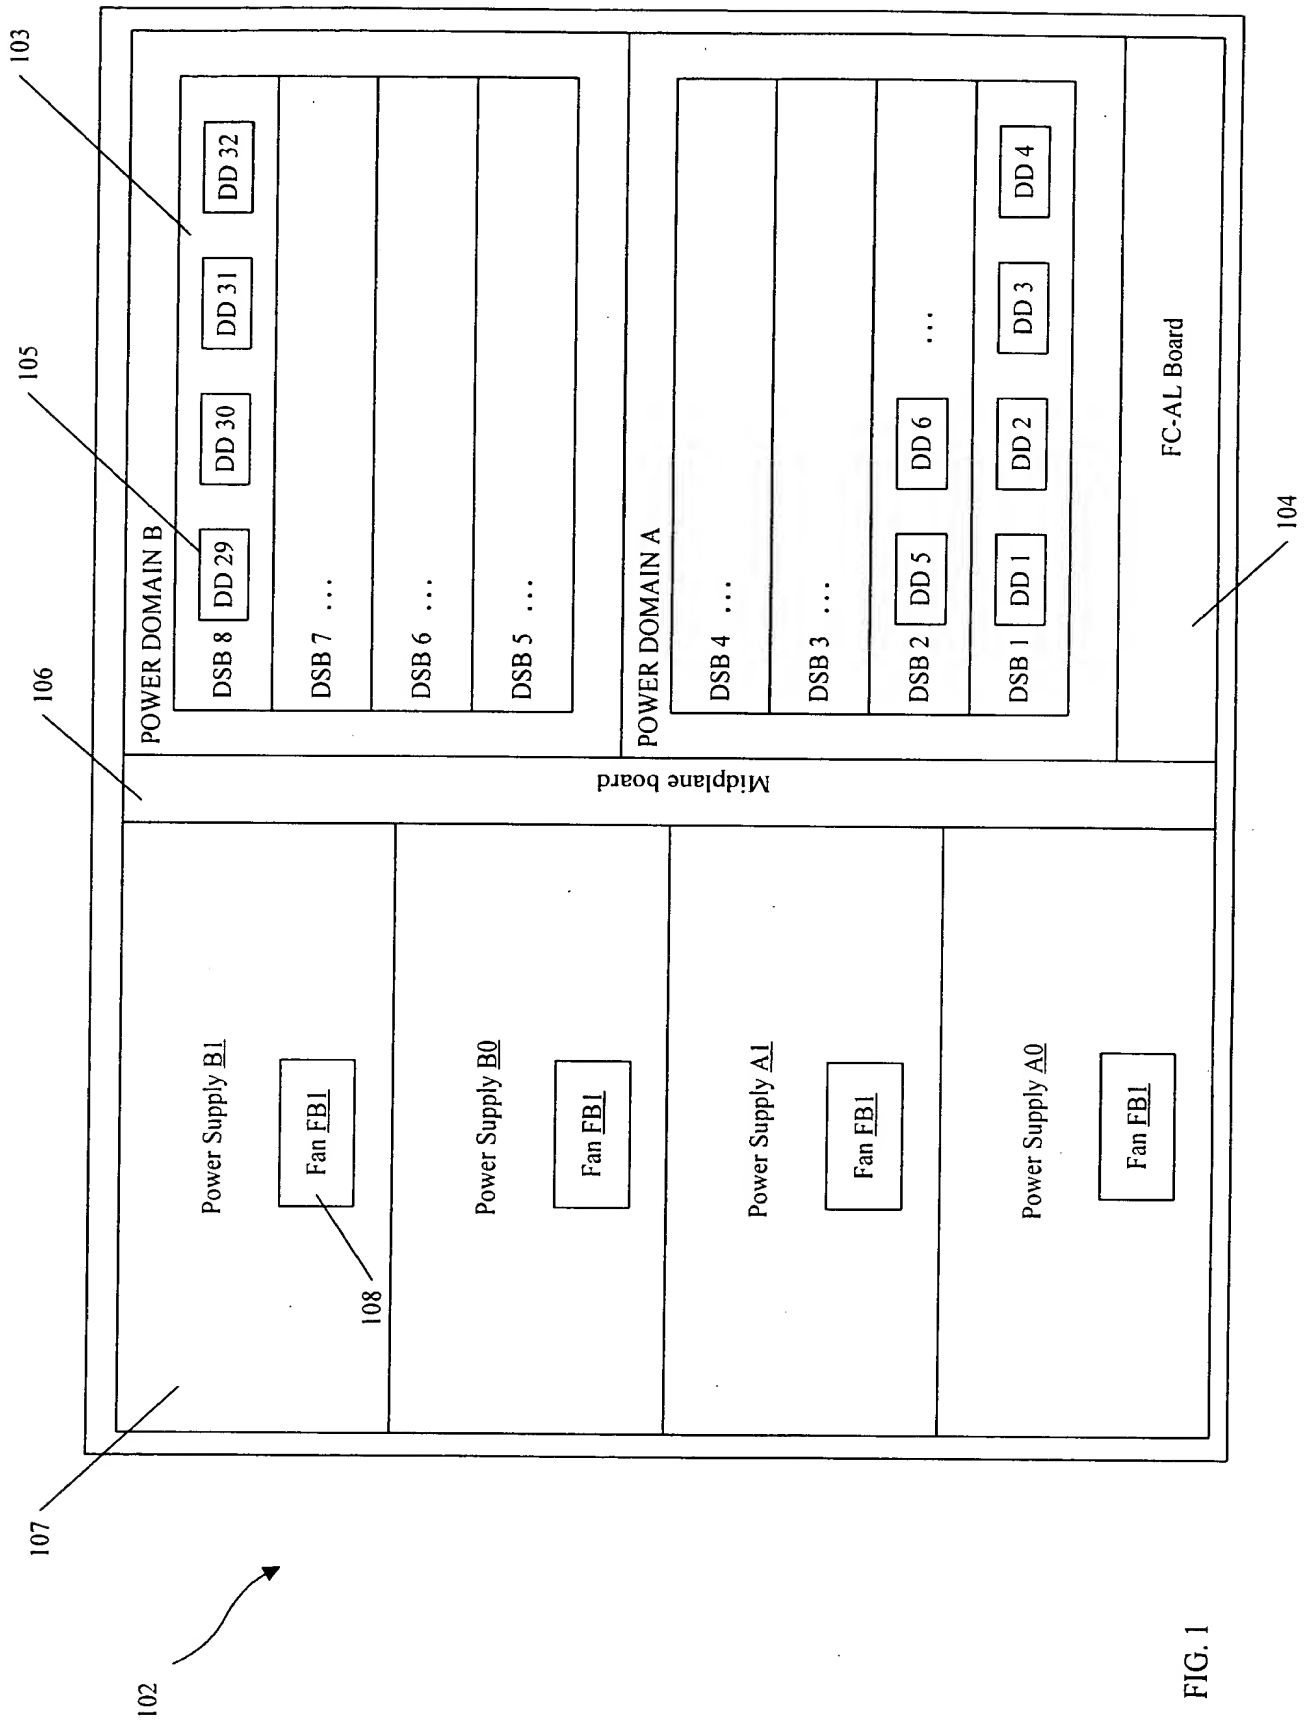 102
107
106
105
103
Power Supply B1
Fan FB1
108
Power Supply B0
Fan FB1
Power Supply A1
Fan FB1
Power Supply A0
Fan FB1
Midplane board
POWER DOMAIN B
DSB 8 DD 29 DD 30 DD 31 DD 32
DSB 7 ...
DSB 6 ...
DSB 5 ...
POWER DOMAIN A
DSB 4 ...
DSB 3 ...
DSB 2 DD 5 DD 6 ...
DSB 1 DD 1 DD 2 DD 3 DD 4
FC-AL Board
104
FIG. 1